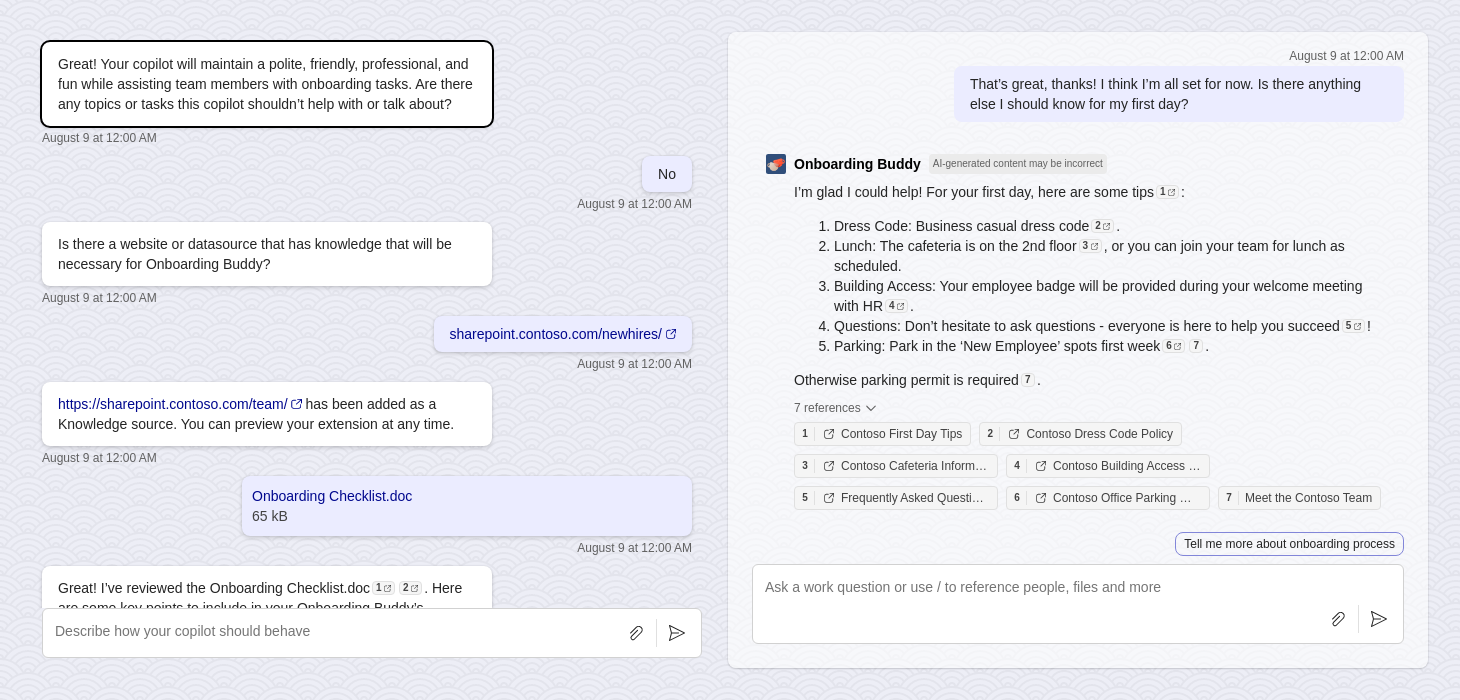 Great! Your copilot will maintain a polite, friendly, professional, and
fun while assisting team members with onboarding tasks. Are there
any topics or tasks this copilot shouldn’t help with or talk about?
August 9 at 12:00 AM
No
August 9 at 12:00 AM
Is there a website or datasource that has knowledge that will be
necessary for Onboarding Buddy?
August 9 at 12:00 AM
sharepoint.contoso.com/newhires/
August 9 at 12:00 AM
https://sharepoint.contoso.com/team/ has been added as a
Knowledge source. You can preview your extension at any time.
August 9 at 12:00 AM
Onboarding Checklist.doc
65 kB
August 9 at 12:00 AM
Great! I’ve reviewed the Onboarding Checklist.doc 1 2 . Here
are some key points to include in your Onboarding Buddy’s
Describe how your copilot should behave
August 9 at 12:00 AM
That’s great, thanks! I think I’m all set for now. Is there anything
else I should know for my first day?
Onboarding Buddy AI-generated content may be incorrect
I’m glad I could help! For your first day, here are some tips 1 :
1. Dress Code: Business casual dress code 2 .
2. Lunch: The cafeteria is on the 2nd floor 3 , or you can join your team for lunch as
scheduled.
3. Building Access: Your employee badge will be provided during your welcome meeting
with HR 4 .
4. Questions: Don’t hesitate to ask questions - everyone is here to help you succeed 5 !
5. Parking: Park in the ‘New Employee’ spots first week 6 7 .
Otherwise parking permit is required 7 .
7 references
1 Contoso First Day Tips 2 Contoso Dress Code Policy
3 Contoso Cafeteria Inform… 4 Contoso Building Access …
5 Frequently Asked Questi… 6 Contoso Office Parking … 7 Meet the Contoso Team
Tell me more about onboarding process
Ask a work question or use / to reference people, files and more